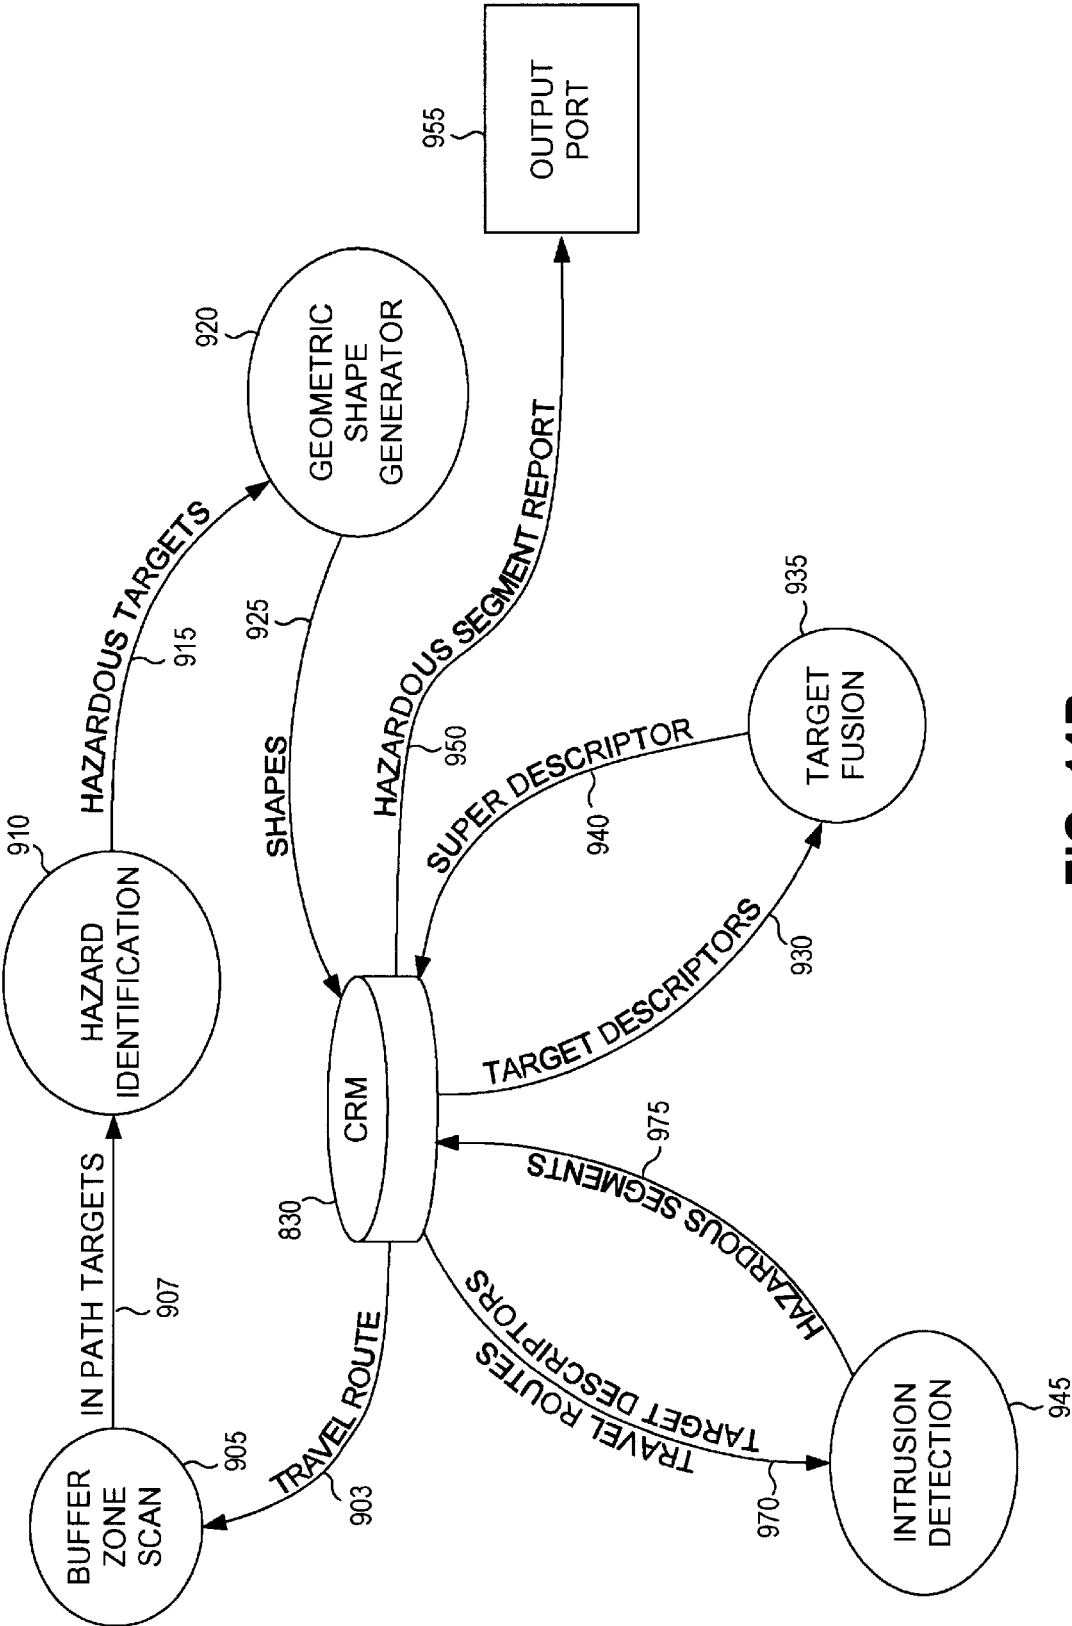 BUFFER
ZONE
SCAN
905
IN PATH TARGETS
907
HAZARD
IDENTIFICATION
910
HAZARDOUS TARGETS
915
GEOMETRIC
SHAPE
GENERATOR
920
SHAPES
925
TRAVEL ROUTE
903
CRM
830
HAZARDOUS SEGMENT REPORT
950
OUTPUT
PORT
955
SUPER DESCRIPTOR
940
TARGET DESCRIPTORS
930
TARGET
FUSION
935
TRAVEL ROUTES
TARGET DESCRIPTORS
970
HAZARDOUS SEGMENTS
975
INTRUSION
DETECTION
945
FIG.